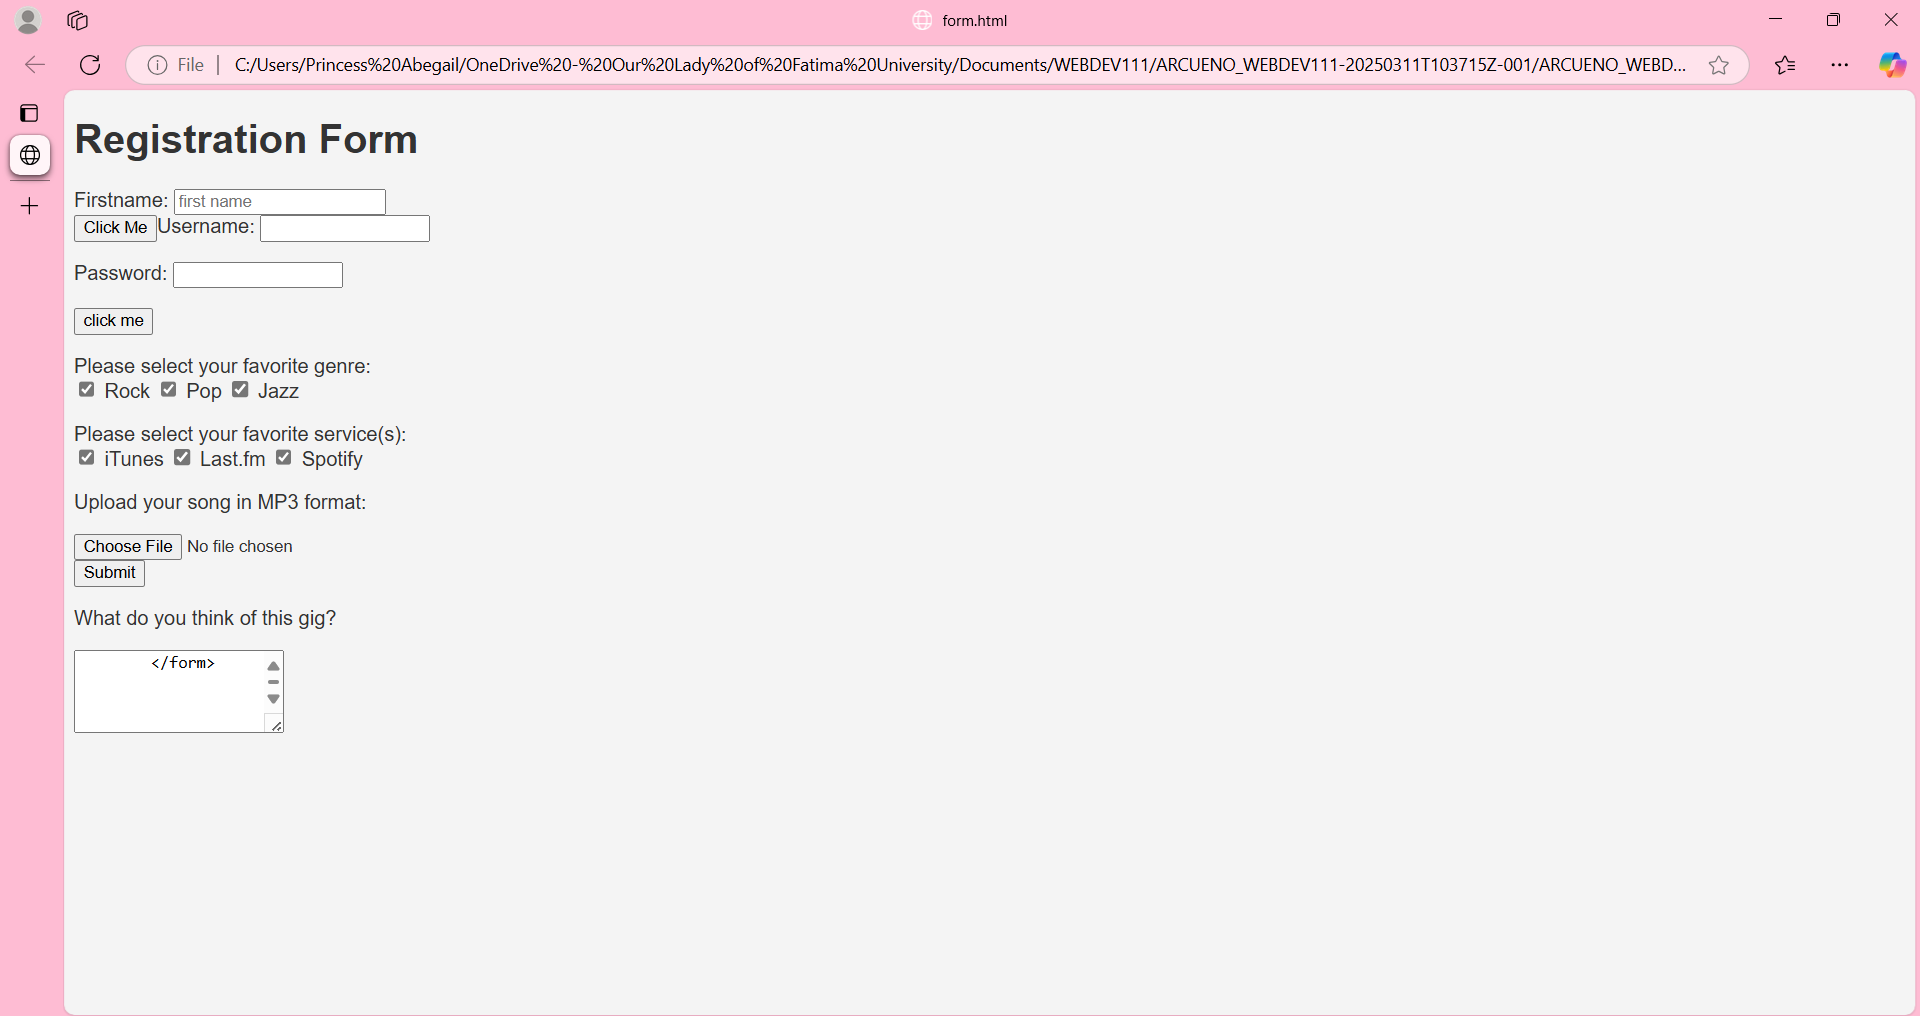 form.html
File
C:/Users/Princess%20Abegail/OneDrive%20-%20Our%20Lady%20of%20Fatima%20University/Documents/WEBDEV111/ARCUENO_WEBDEV111-20250311T103715Z-001/ARCUENO_WEBD...
Registration Form
Firstname: first name
Click Me Username:
Password:
click me
Please select your favorite genre:
Rock Pop Jazz
Please select your favorite service(s):
iTunes Last.fm Spotify
Upload your song in MP3 format:
Choose File No file chosen
Submit
What do you think of this gig?
</form>